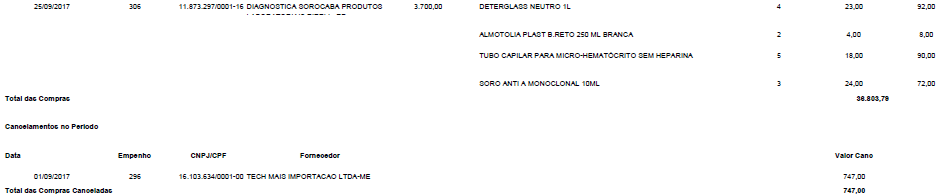 25/09/2017 306 11.873.297/0001-16 DIAGNOSTICA SOROCABA PRODUTOS 3.700,00 DETERGLASS NEUTRO 1L 4 23,00 92,00
ALMOTOLIA PLAST B.RETO 250 ML BRANCA 2 4,00 8,00
TUBO CAPILAR PARA MICRO-HEMATÓCRITO SEM HEPARINA 5 18,00 90,00
SORO ANTI A MONOCLONAL 10ML 3 24,00 72,00
Total das Compras 36.803,79
Cancelamentos no Período
Data Empenho CNPJ/CPF Fornecedor Valor Canc
01/09/2017 296 16.103.634/0001-00 TECH MAIS IMPORTACAO LTDA-ME 747,00
Total das Compras Canceladas 747,00